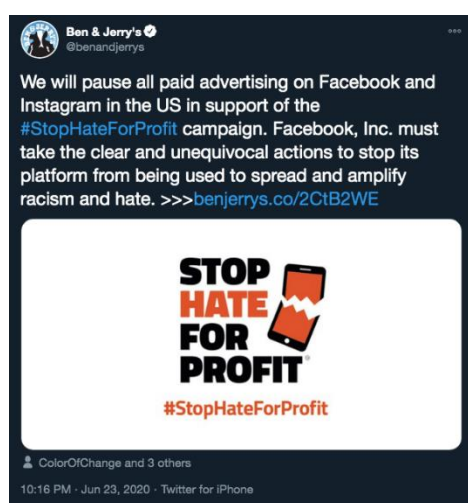 Ben & Jerry's
@benandjerrys
We will pause all paid advertising on Facebook and
Instagram in the US in support of the
#StopHateForProfit campaign. Facebook, Inc. must
take the clear and unequivocal actions to stop its
platform from being used to spread and amplify
racism and hate. >>>benjerrys.co/2CtB2WE
STOP
HATE
FOR
PROFIT
#StopHateForProfit
ColorOfChange and 3 others
10:16 PM · Jun 23, 2020 · Twitter for iPhone